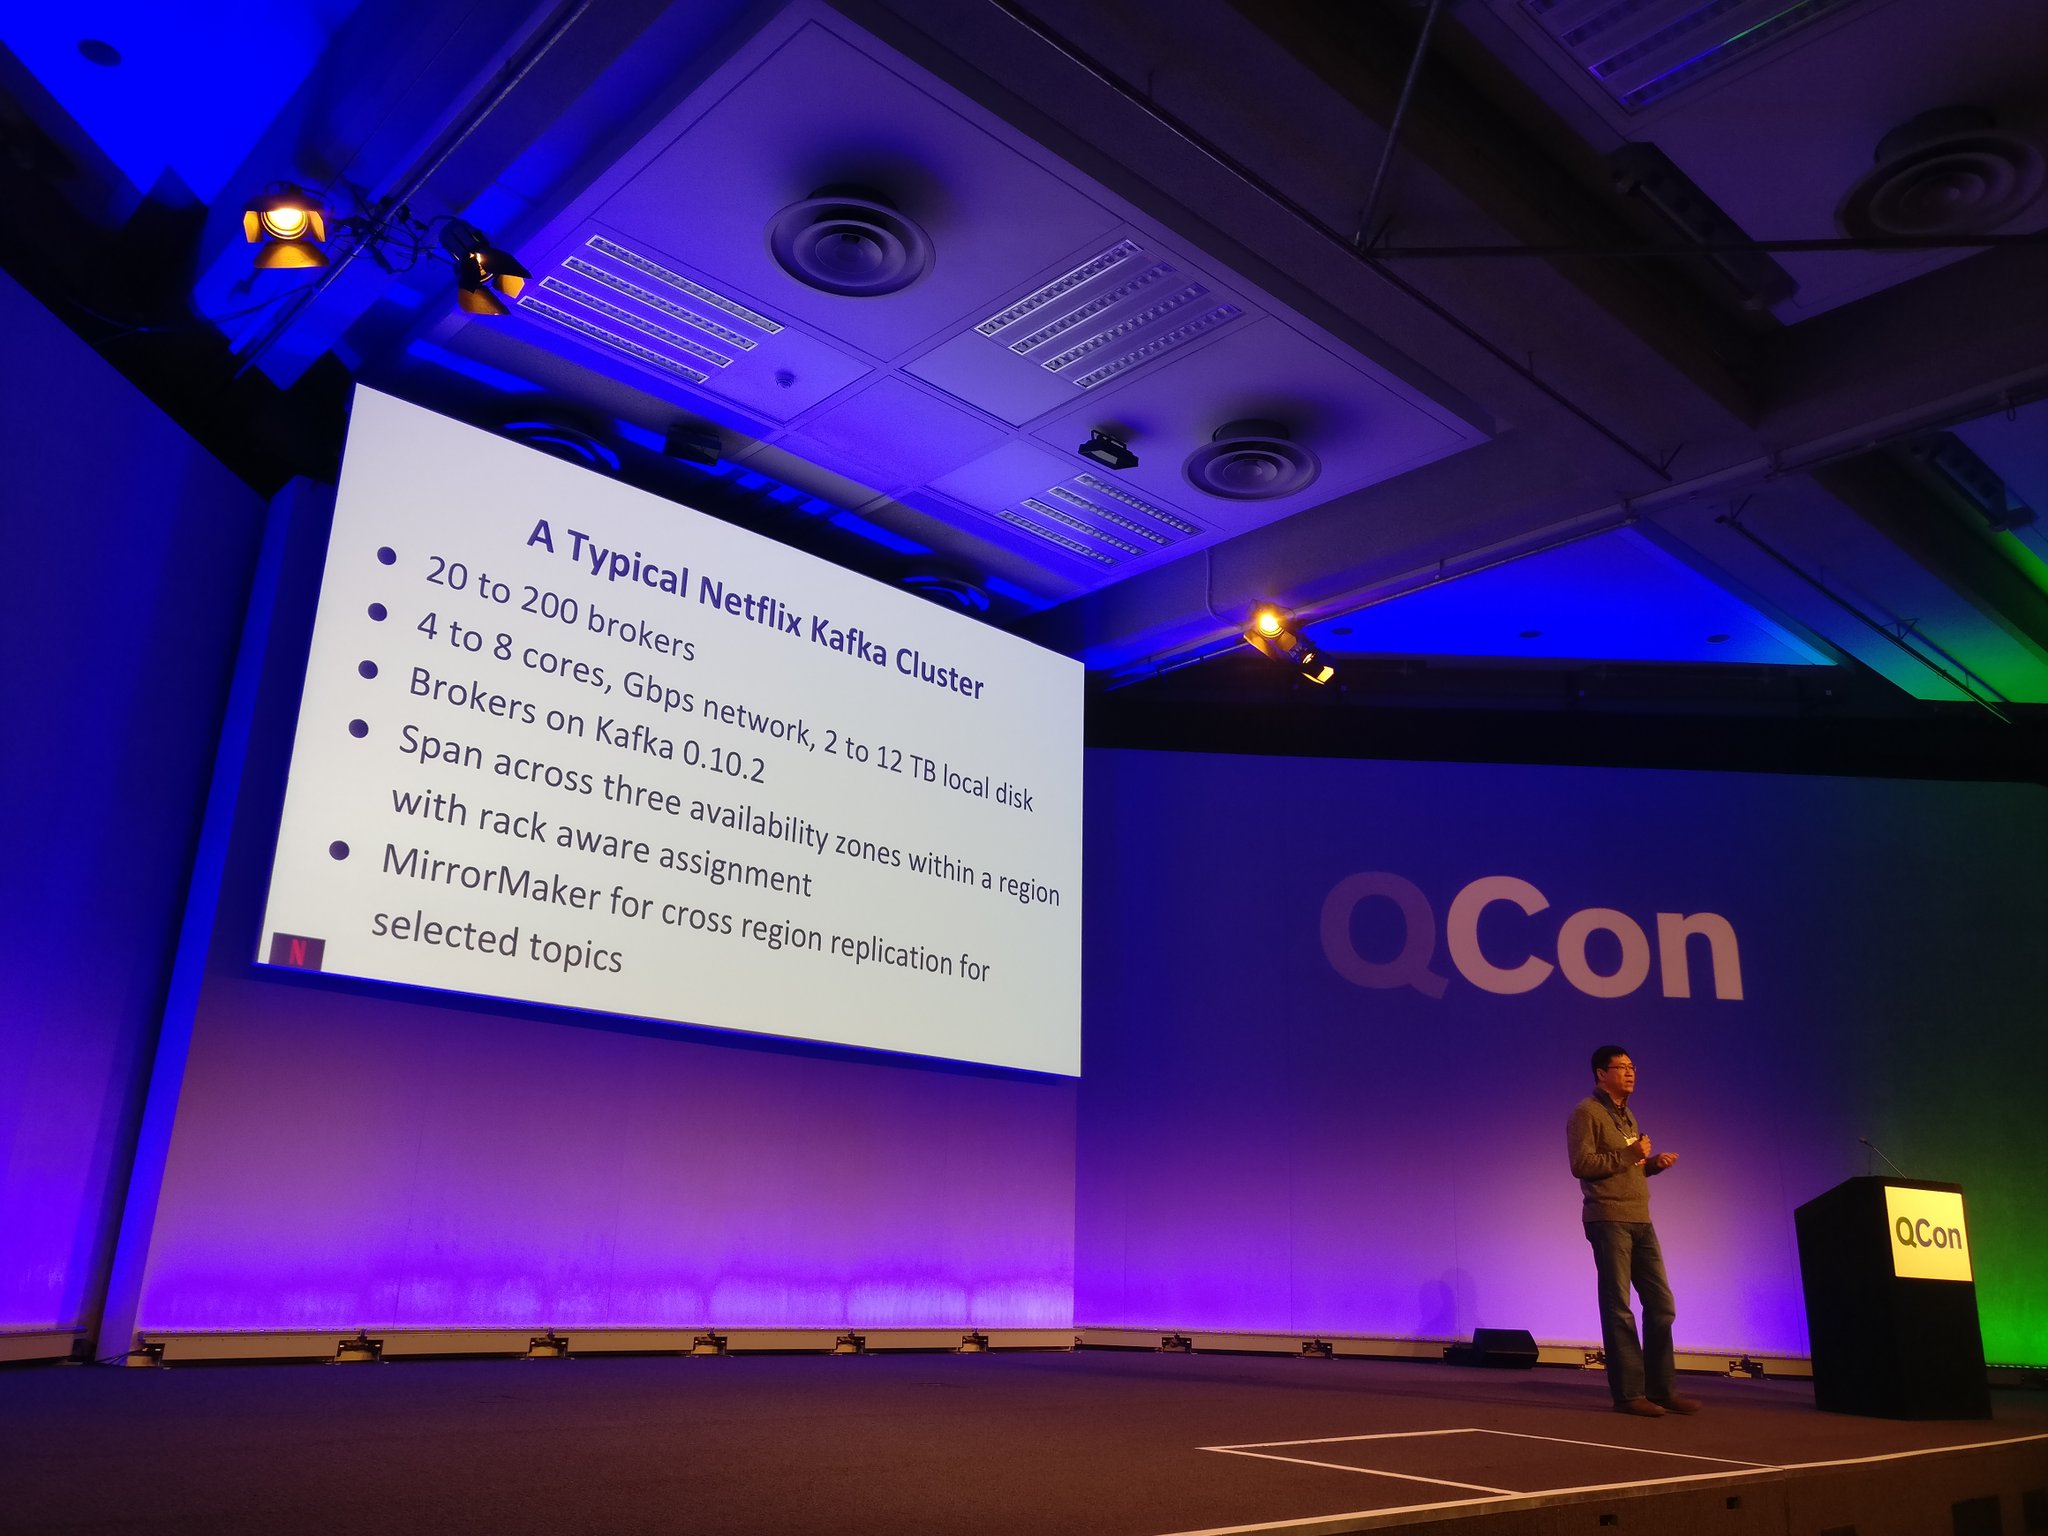 A Typical Netflix Kafka Cluster
● 20 to 200 brokers
● 4 to 8 cores, Gbps network, 2 to 12 TB local disk
● Brokers on Kafka 0.10.2
● Span across three availability zones within a region
with rack aware assignment
● MirrorMaker for cross region replication for
selected topics
N
QCon
QCon